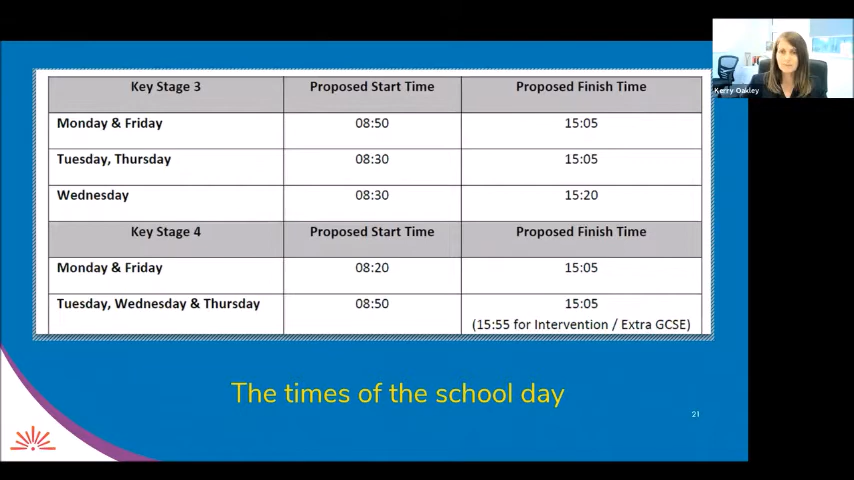 Kerry Oakley
Key Stage 3 Proposed Start Time Proposed Finish Time
Monday & Friday 08:50 15:05
Tuesday, Thursday 08:30 15:05
Wednesday 08:30 15:20
Key Stage 4 Proposed Start Time Proposed Finish Time
Monday & Friday 08:20 15:05
Tuesday, Wednesday & Thursday 08:50 15:05
(15:55 for Intervention / Extra GCSE)
The times of the school day
21